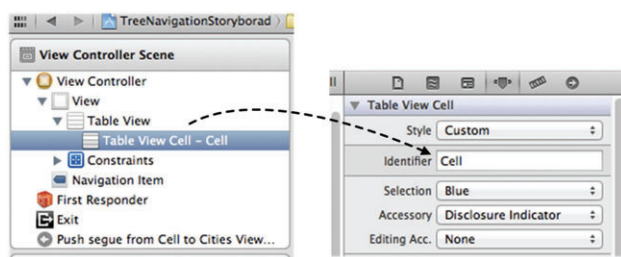 TreeNavigationStoryborad
View Controller Scene
View Controller
View
Table View
Table View Cell – Cell
Constraints
Navigation Item
First Responder
Exit
Push segue from Cell to Cities View...
Table View Cell
Style Custom
Identifier Cell
Selection Blue
Accessory Disclosure Indicator
Editing Acc. None